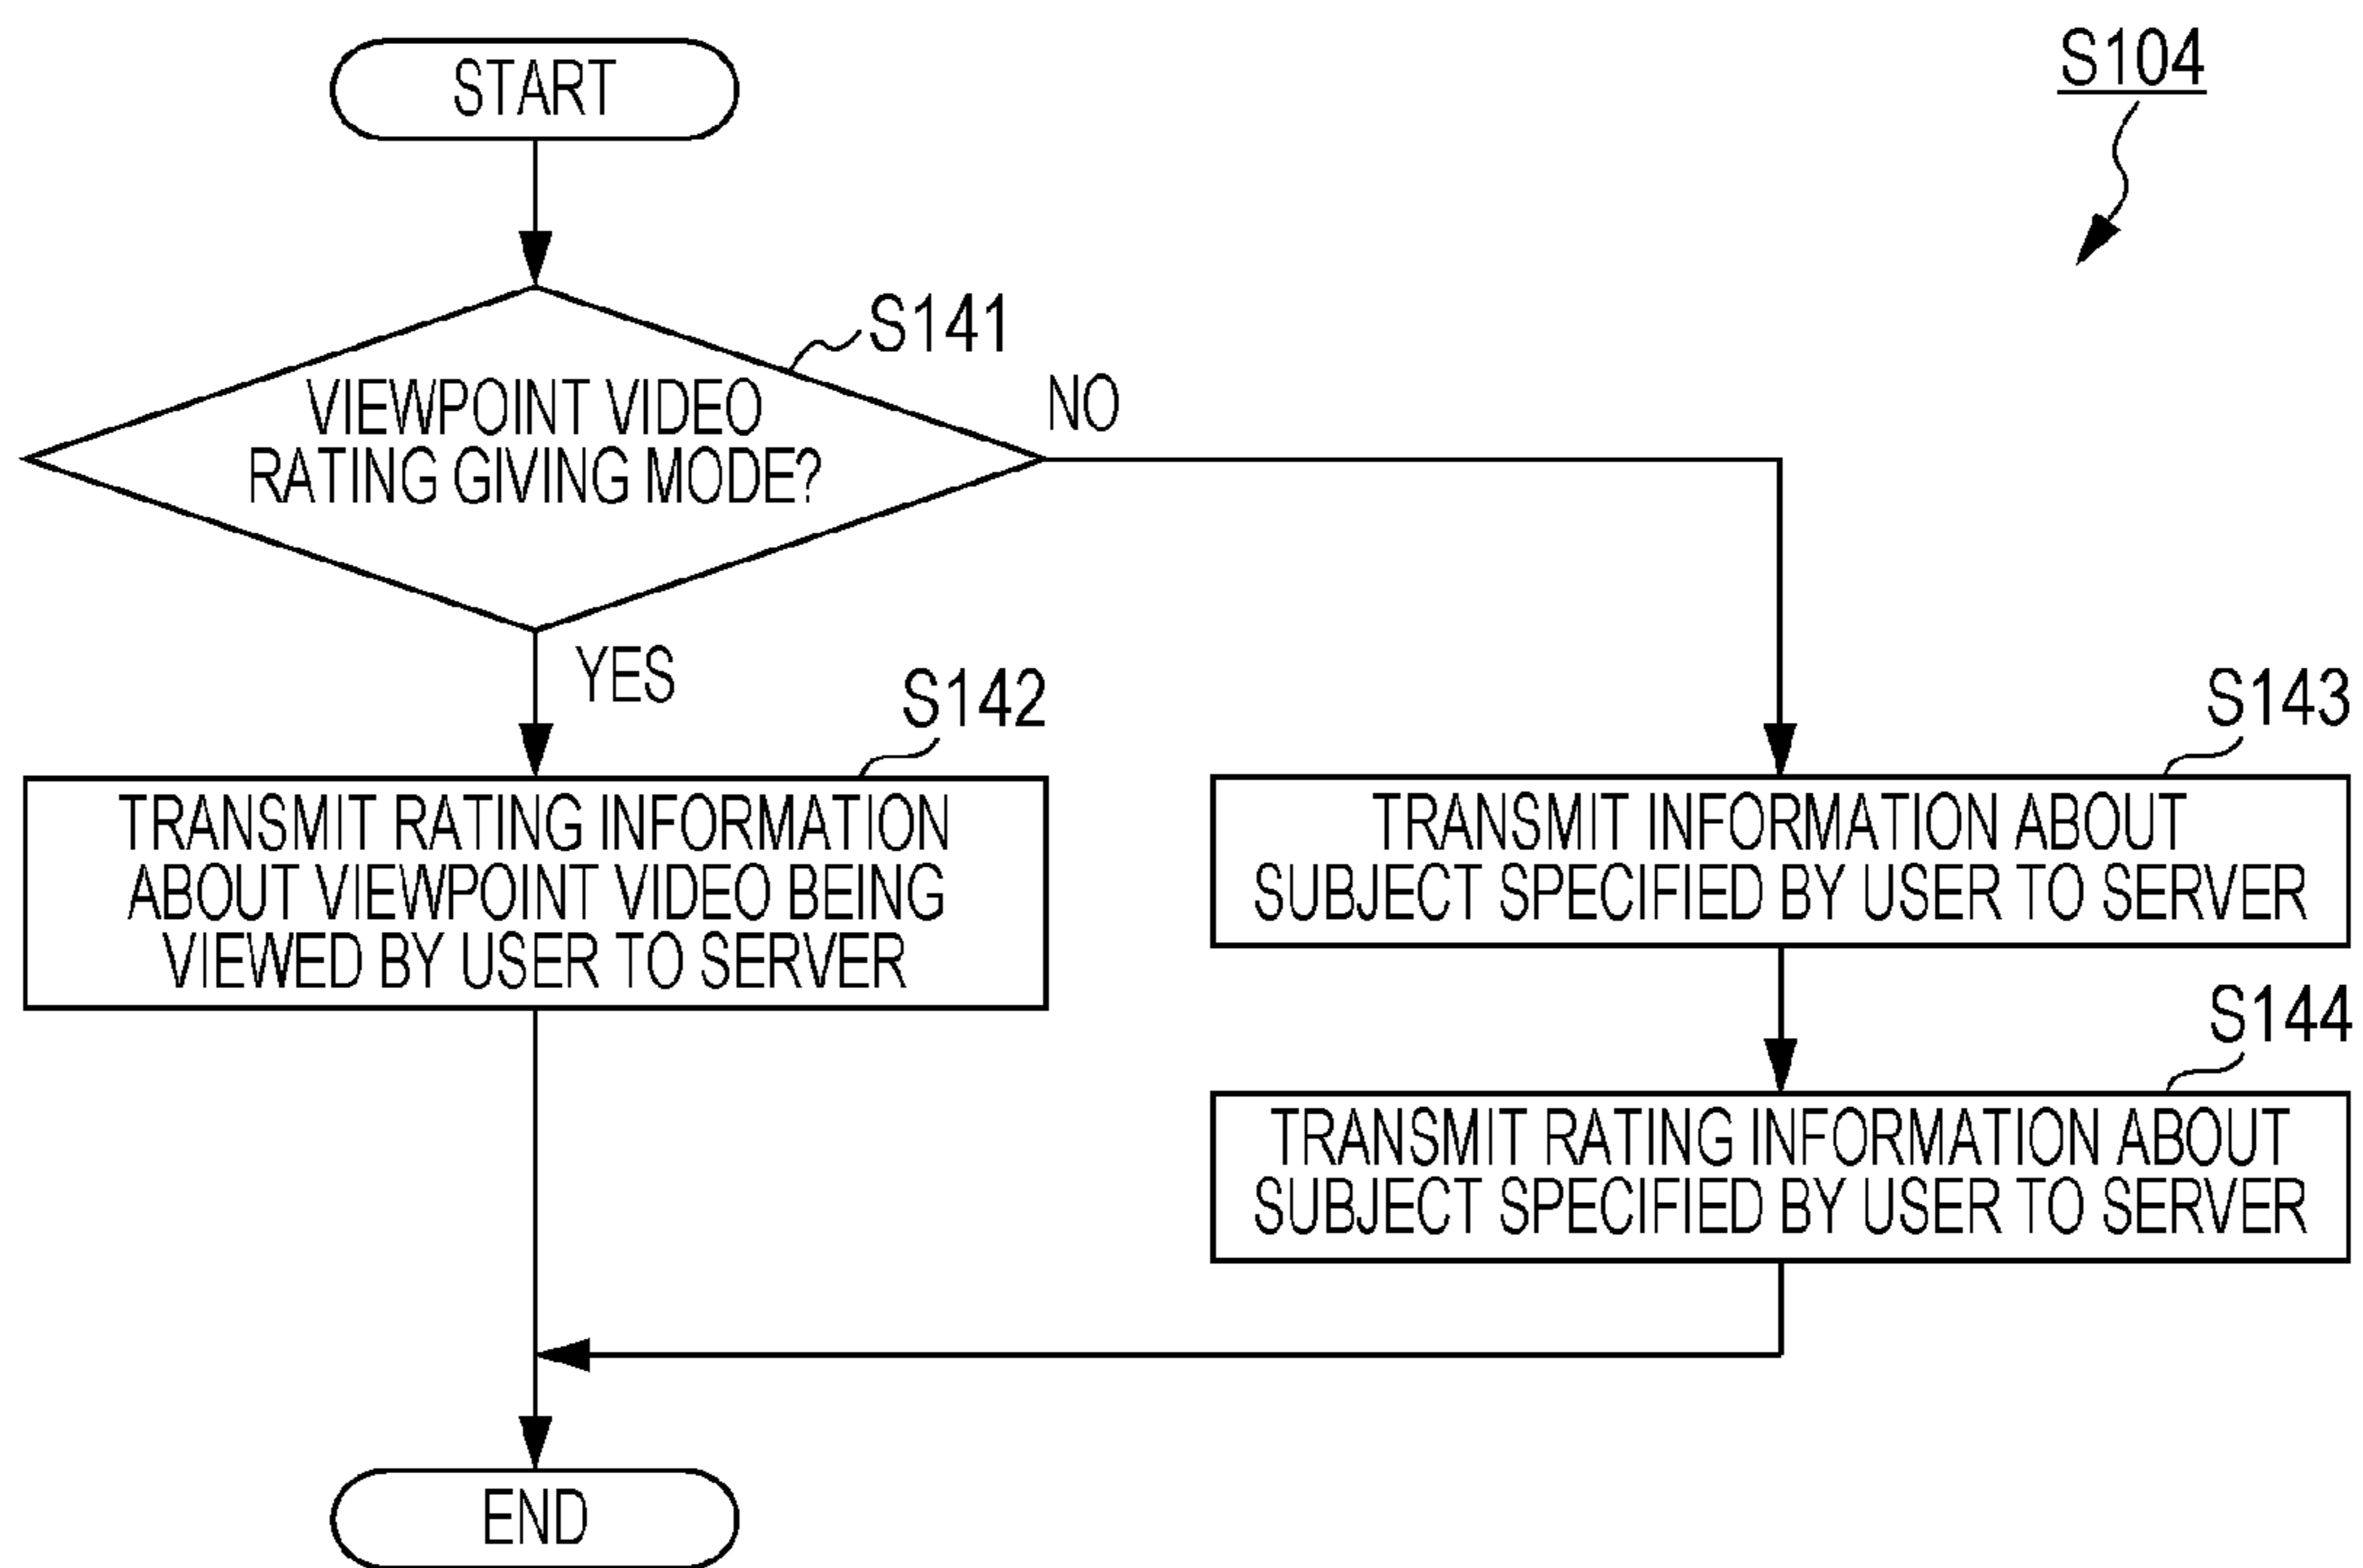 START
S104
S141
VIEWPOINT VIDEO
RATING GIVING MODE?
NO
YES
S142
TRANSMIT RATING INFORMATION
ABOUT VIEWPOINT VIDEO BEING
VIEWED BY USER TO SERVER
S143
TRANSMIT INFORMATION ABOUT
SUBJECT SPECIFIED BY USER TO SERVER
S144
TRANSMIT RATING INFORMATION ABOUT
SUBJECT SPECIFIED BY USER TO SERVER
END